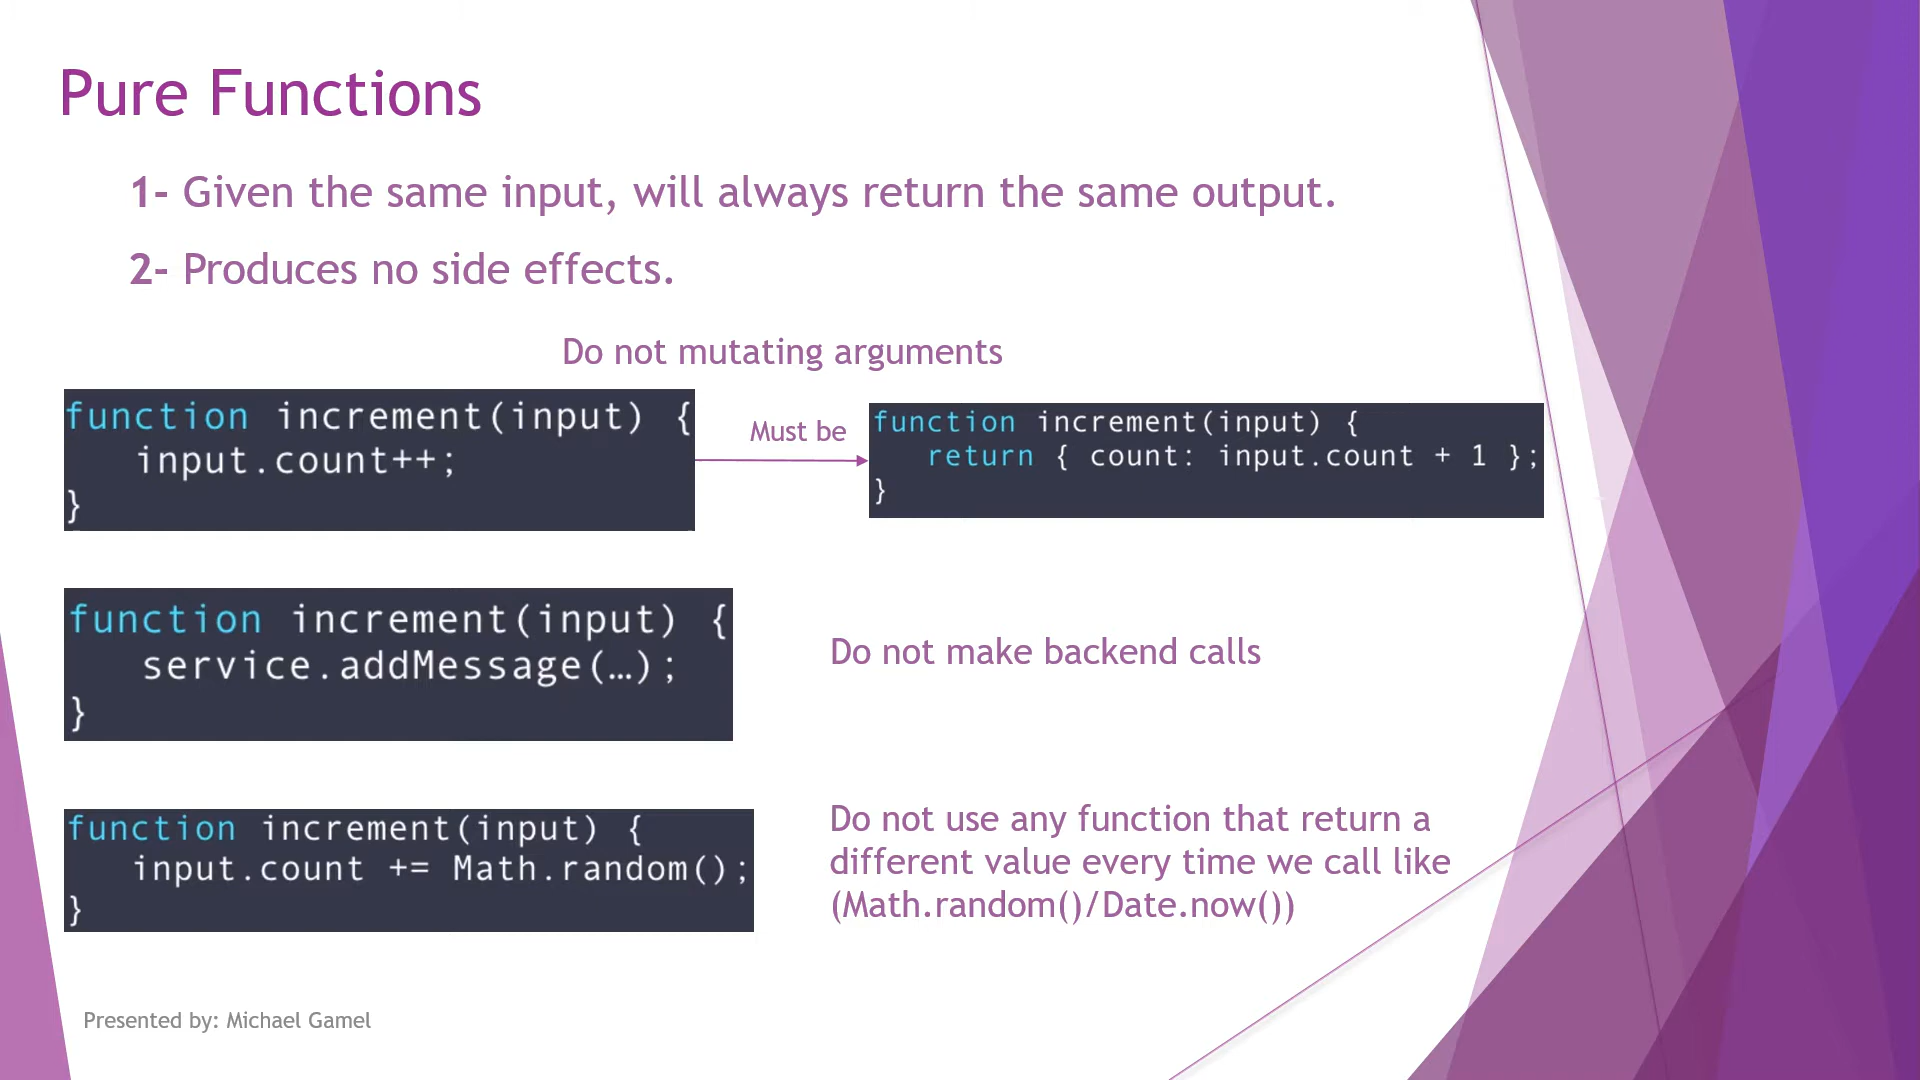 Pure Functions
1- Given the same input, will always return the same output.
2- Produces no side effects.
Do not mutating arguments
function increment(input) {
input.count++;
}
Must be
function increment(input) {
return { count: input.count + 1 };
}
function increment(input) {
service.addMessage(…);
}
Do not make backend calls
function increment(input) {
input.count += Math.random();
}
Do not use any function that return a
different value every time we call like
(Math.random()/Date.now())
Presented by: Michael Gamel